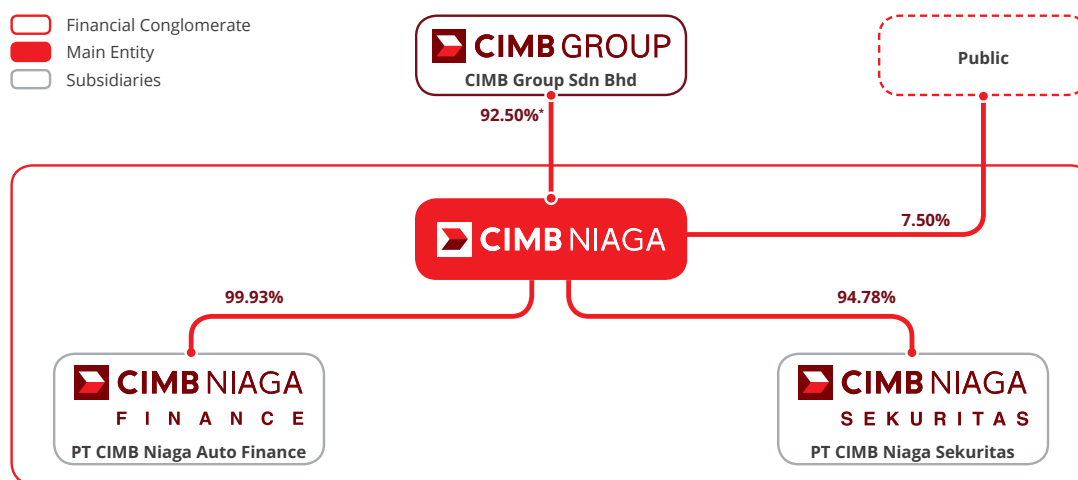 Financial Conglomerate
Main Entity
Subsidiaries
CIMB GROUP
CIMB Group Sdn Bhd
Public
92.50%*
CIMB NIAGA
7.50%
99.93%
94.78%
CIMB NIAGA
FINANCE
PT CIMB Niaga Auto Finance
CIMB NIAGA
SEKURITAS
PT CIMB Niaga Sekuritas